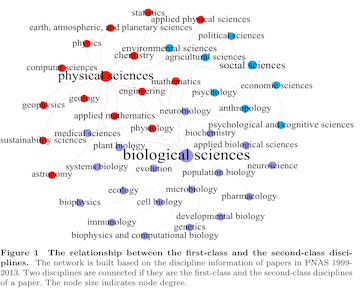 statistics
applied physical sciences
earth, atmospheric, and planetary sciences
political sciences
physics
environmental sciences
chemistry
agricultural sciences
computer sciences
social sciences
physical sciences
mathematics
economic sciences
engineering
psychology
geology
geophysics
neurobiology
anthropology
applied mathematics
psychological and cognitive sciences
physiology
biochemistry
medical sciences
sustainability sciences
plant biology
applied biological sciences
biological sciences
systems biology
evolution
neuroscience
population biology
astronomy
ecology
microbiology
pharmacology
biophysics
cell biology
developmental biology
immunology
genetics
biophysics and computational biology
Figure 1 The relationship between the first-class and the second-class disci-
plines. The network is built based on the discipline information of papers in PNAS 1999-
2013. Two disciplines are connected if they are the first-class and the second-class disciplines
of a paper. The node size indicates node degree.